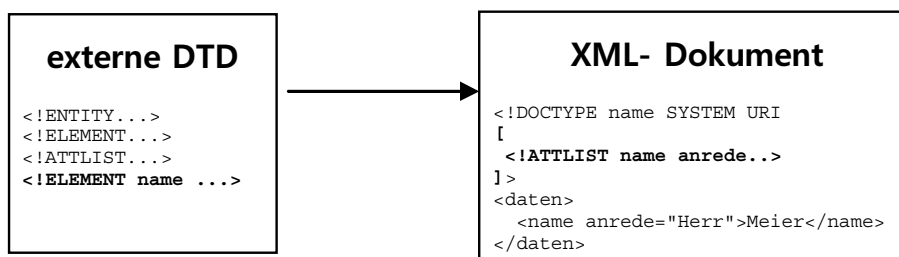 externe DTD
<!ENTITY...>
<!ELEMENT...>
<!ATTLIST...>
<!ELEMENT name ...>
XML- Dokument
<!DOCTYPE name SYSTEM URI
[
<!ATTLIST name anrede..>
]>
<daten>
<name anrede="Herr">Meier</name>
</daten>